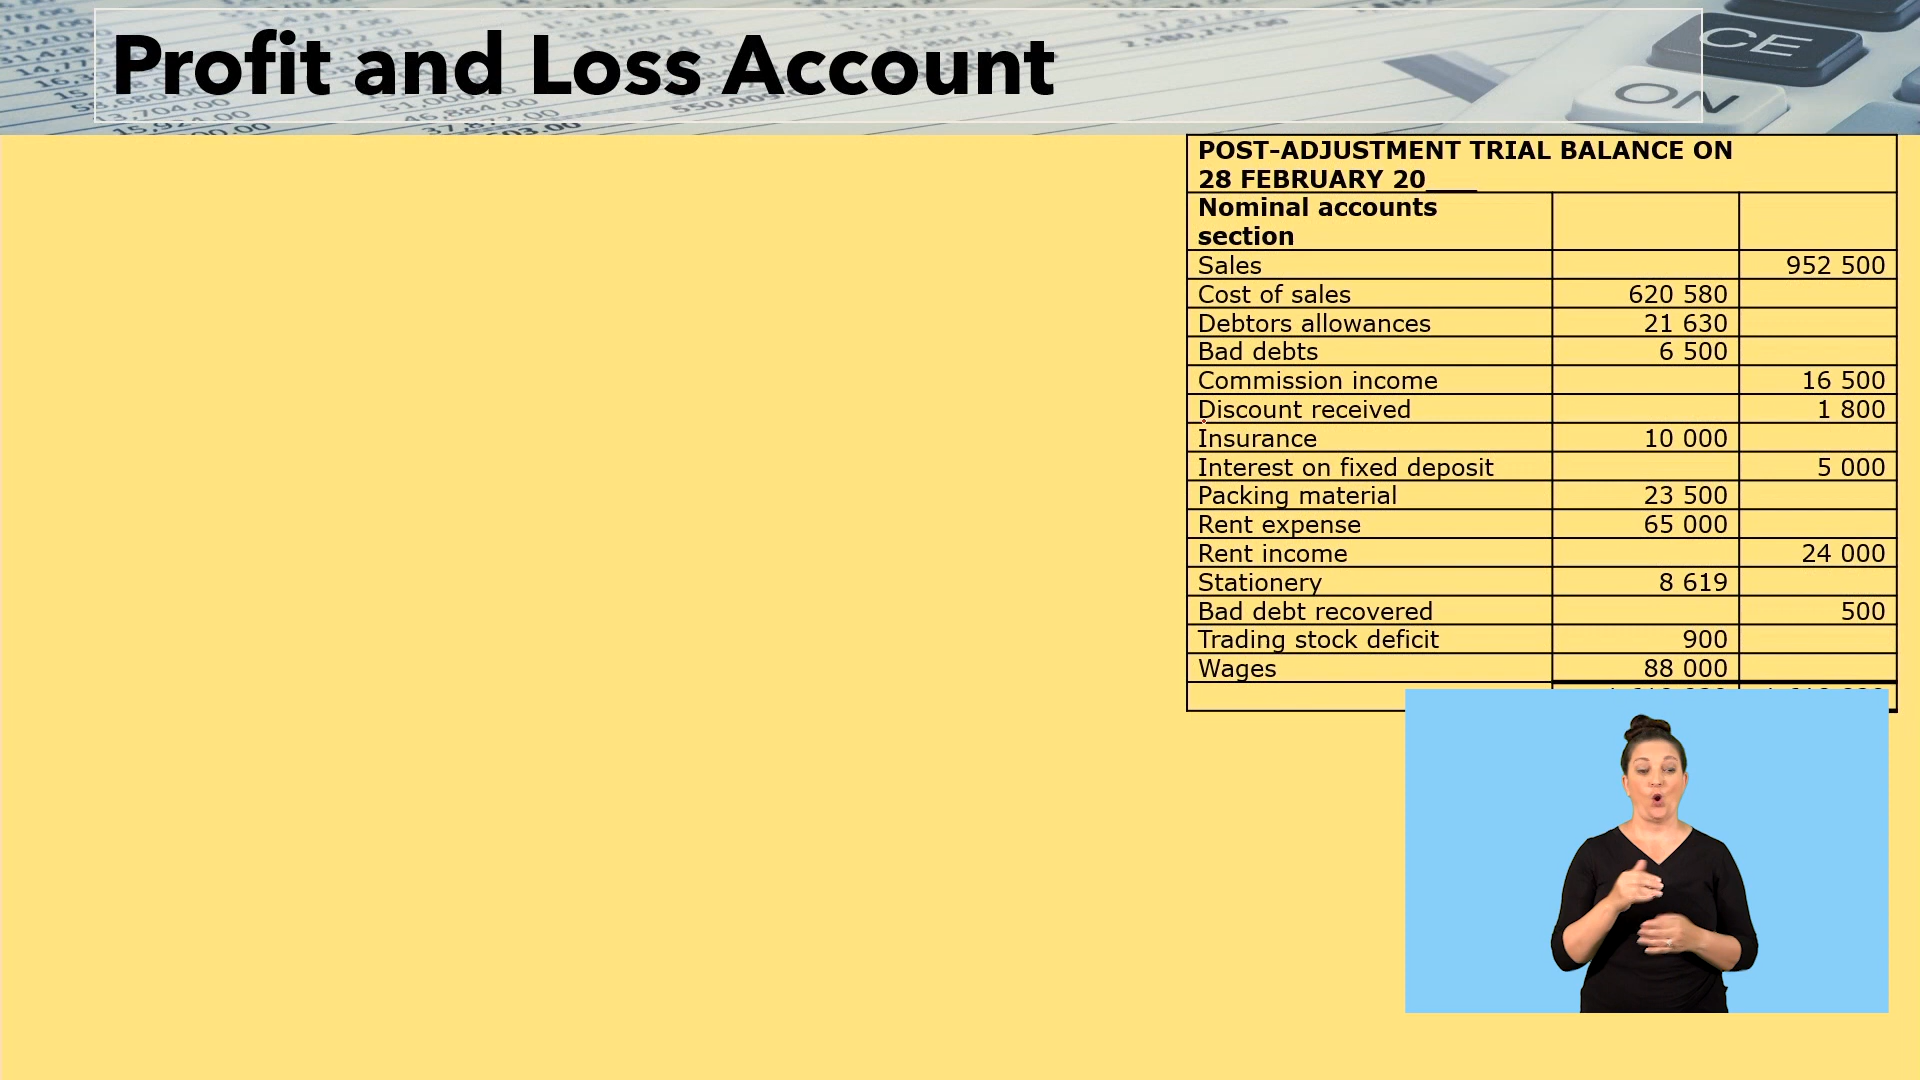 Profit and Loss Account
CE
ON
POST-ADJUSTMENT TRIAL BALANCE ON
28 FEBRUARY 20____
Nominal accounts
section
Sales 952 500
Cost of sales 620 580
Debtors allowances 21 630
Bad debts 6 500
Commission income 16 500
Discount received 1 800
Insurance 10 000
Interest on fixed deposit 5 000
Packing material 23 500
Rent expense 65 000
Rent income 24 000
Stationery 8 619
Bad debt recovered 500
Trading stock deficit 900
Wages 88 000